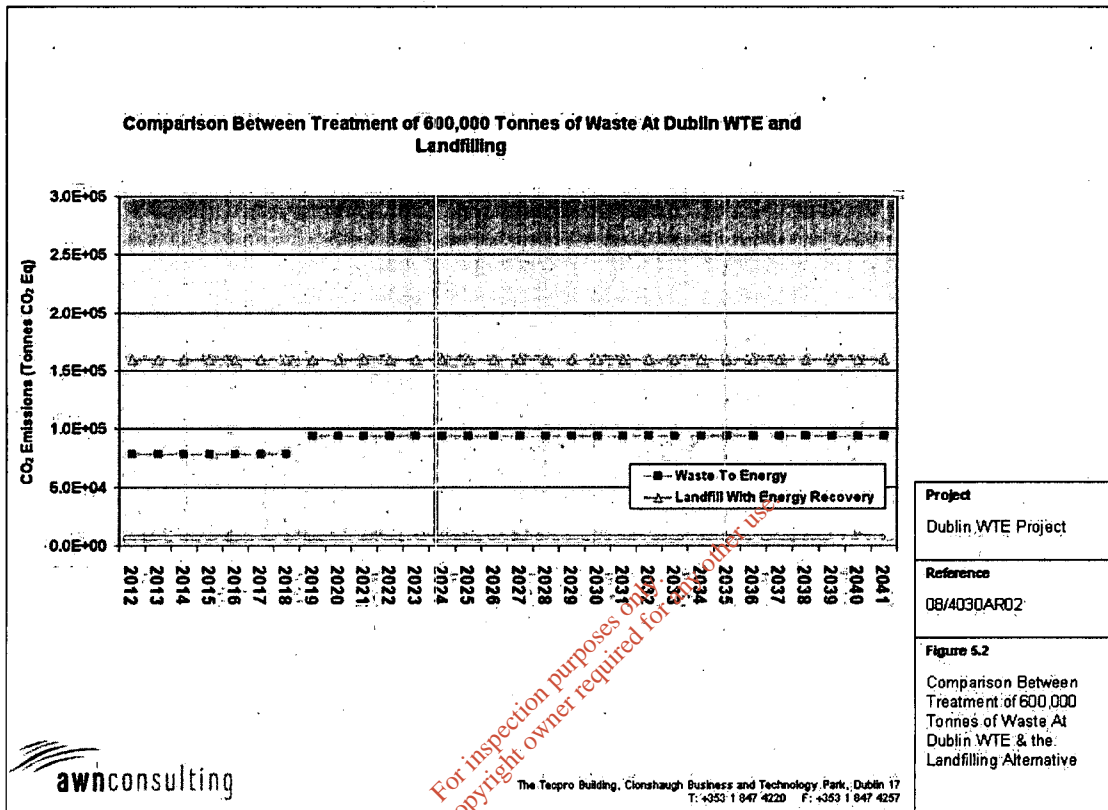 Comparison Between Treatment of 600,000 Tonnes of Waste At Dublin WTE and
Landfilling
CO₂ Emissions (Tonnes CO₂ Eq)
3.0E+05
2.5E+05
2.0E+05
1.5E+05
1.0E+05
5.0E+04
0.0E+00
2012 2013 2014 2015 2016 2017 2018 2019 2020 2021 2022 2023 2024 2025 2026 2027 2028 2029 2030 2031 2032 2033 2034 2035 2036 2037 2038 2039 2040 2041
Waste To Energy
Landfill With Energy Recovery
For inspection purposes only.
Copyright owner required for any other use.
Project
Dublin WTE Project
Reference
08/4030AR02
Figure 5.2
Comparison Between
Treatment of 600,000
Tonnes of Waste At
Dublin WTE & the
Landfilling Alternative
awnconsulting
The Tecpro Building, Clonshaugh Business and Technology Park, Dublin 17
T: +353 1 847 4220 F: +353 1 847 4257